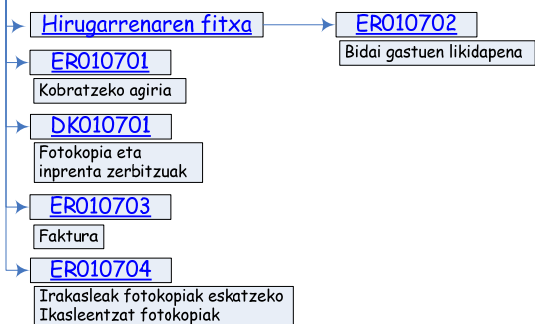 Hirugarrenaren fitxa
ER010702
Bidai gastuen likidapena
ER010701
Kobratzeko agiria
DK010701
Fotokopia eta
inprenta zerbitzuak
ER010703
Faktura
ER010704
Irakasleak fotokopiak eskatzeko
Ikasleentzat fotokopiak